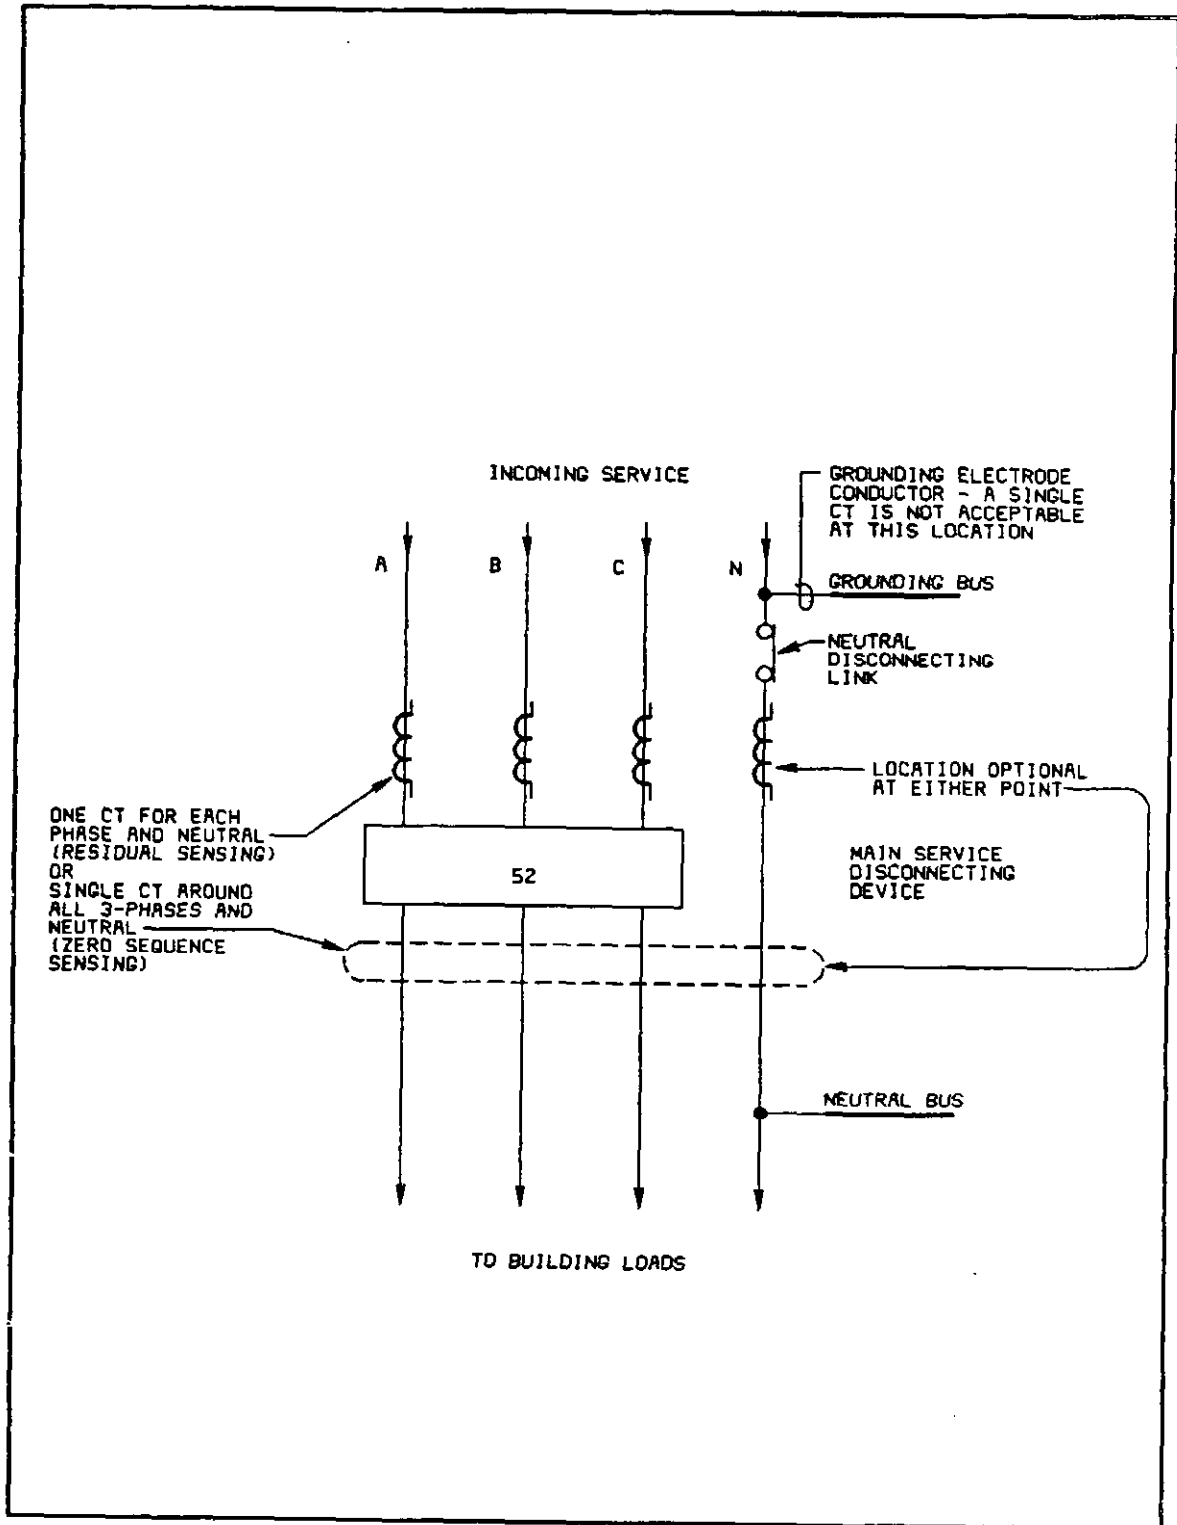 INCOMING SERVICE
GROUNDING ELECTRODE
CONDUCTOR - A SINGLE
CT IS NOT ACCEPTABLE
AT THIS LOCATION
A
B
C
N
GROUNDING BUS
NEUTRAL
DISCONNECTING
LINK
LOCATION OPTIONAL
AT EITHER POINT
ONE CT FOR EACH
PHASE AND NEUTRAL
(RESIDUAL SENSING)
OR
SINGLE CT AROUND
ALL 3-PHASES AND
NEUTRAL
(ZERO SEQUENCE
SENSING)
52
MAIN SERVICE
DISCONNECTING
DEVICE
NEUTRAL BUS
TO BUILDING LOADS